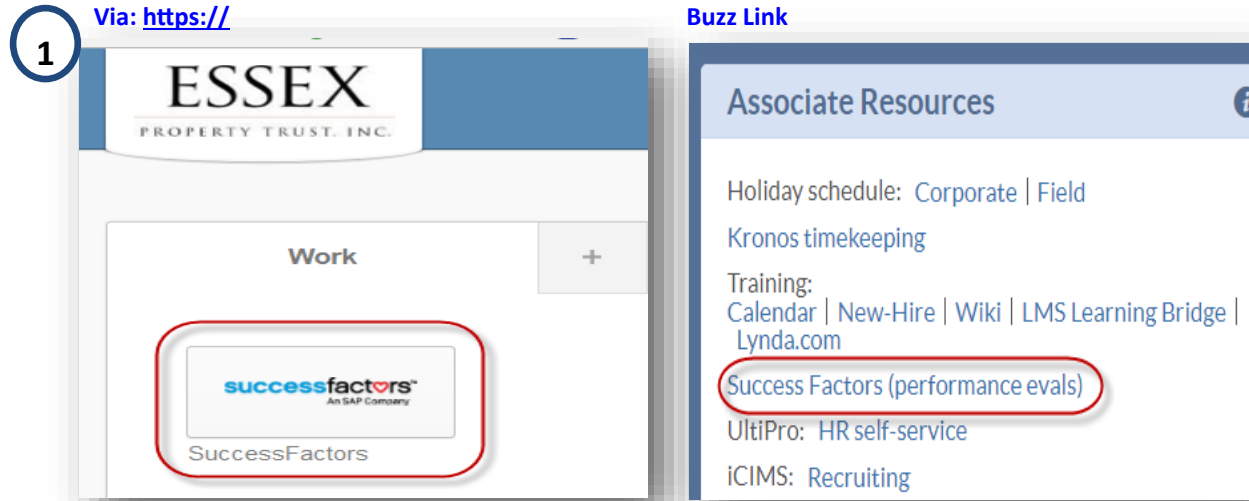 1
Via: https://
ESSEX
PROPERTY TRUST. INC.
Work
+
successfactors™
An SAP Company
SuccessFactors
Buzz Link
Associate Resources
i
Holiday schedule: Corporate | Field
Kronos timekeeping
Training:
Calendar | New-Hire | Wiki | LMS Learning Bridge |
Lynda.com
Success Factors (performance evals)
UltiPro: HR self-service
iCIMS: Recruiting